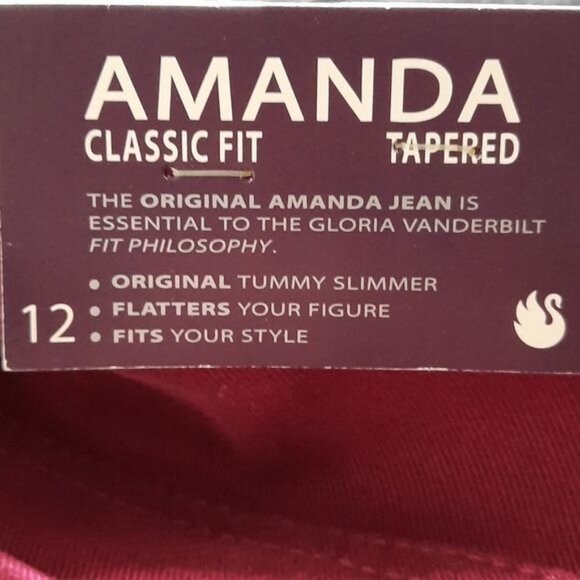 AMANDA
CLASSIC FIT TAPERED
THE ORIGINAL AMANDA JEAN IS
ESSENTIAL TO THE GLORIA VANDERBILT
FIT PHILOSOPHY.
• ORIGINAL TUMMY SLIMMER
• FLATTERS YOUR FIGURE
12 • FITS YOUR STYLE